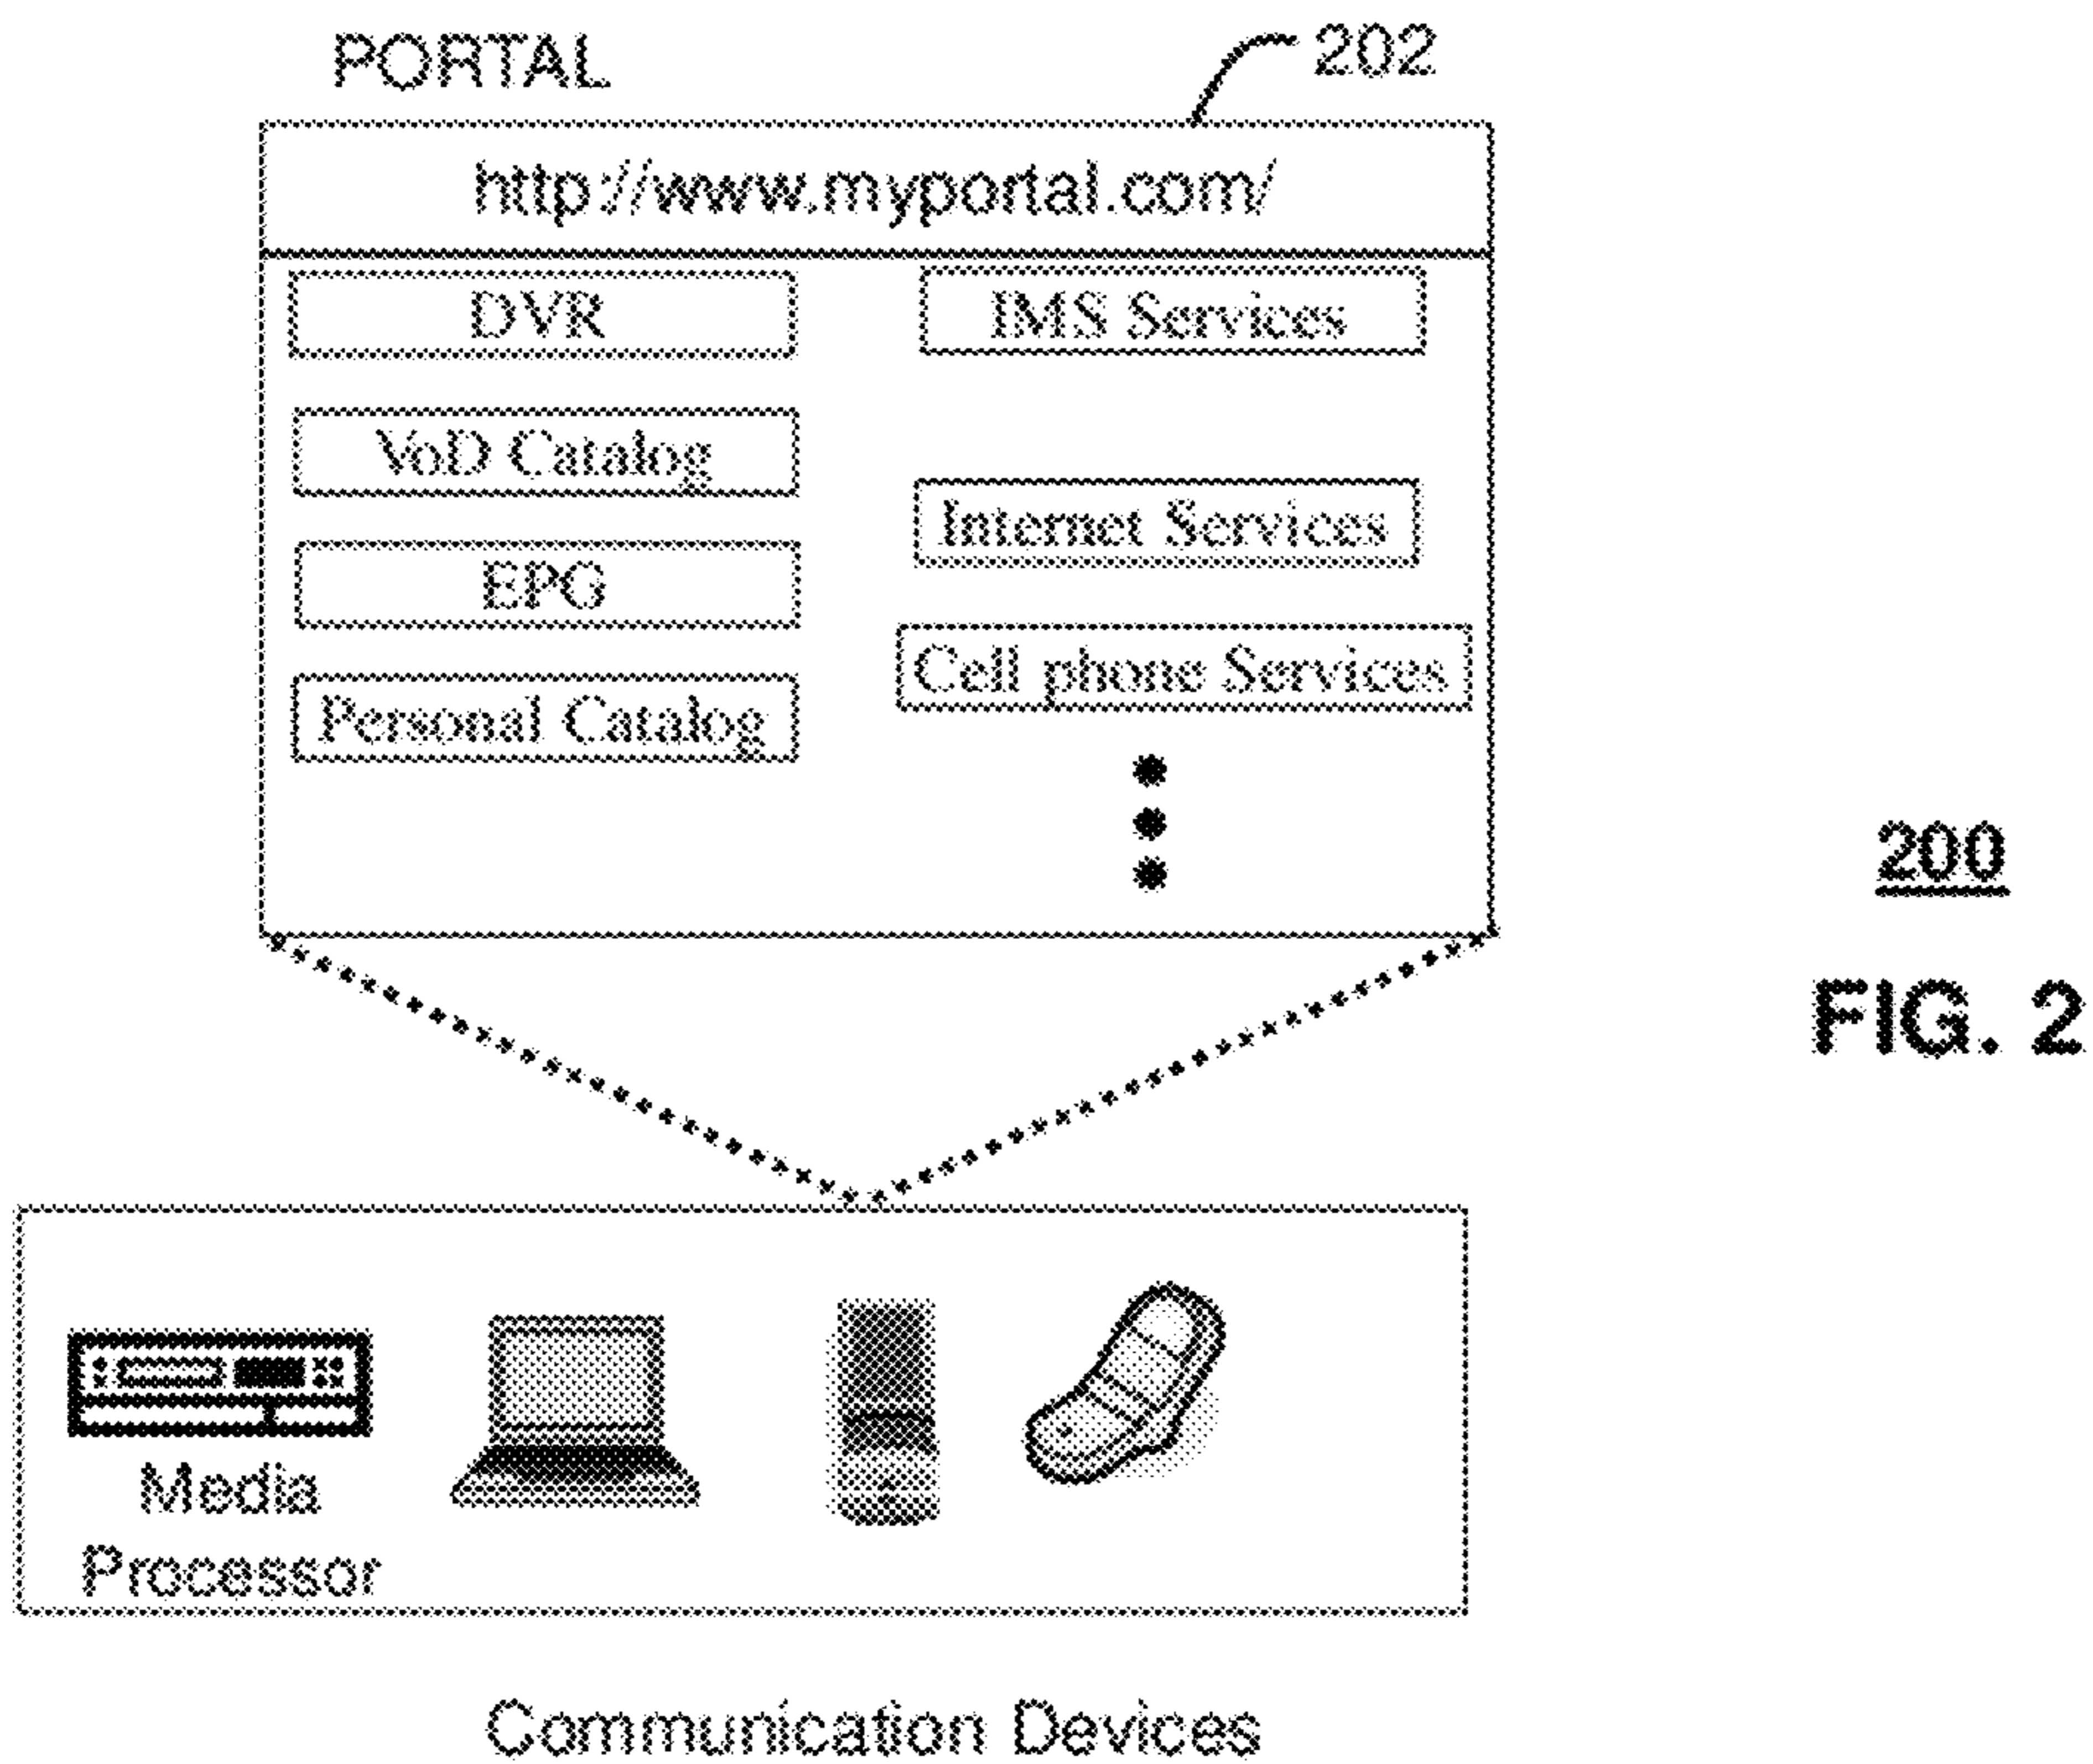 PORTAL
202
http://www.myportal.com/
DVR
IMS Services
VoD Catalog
Internet Services
EPG
Cell phone Services
Personal Catalog
200
FIG. 2
Media
Processor
Communication Devices